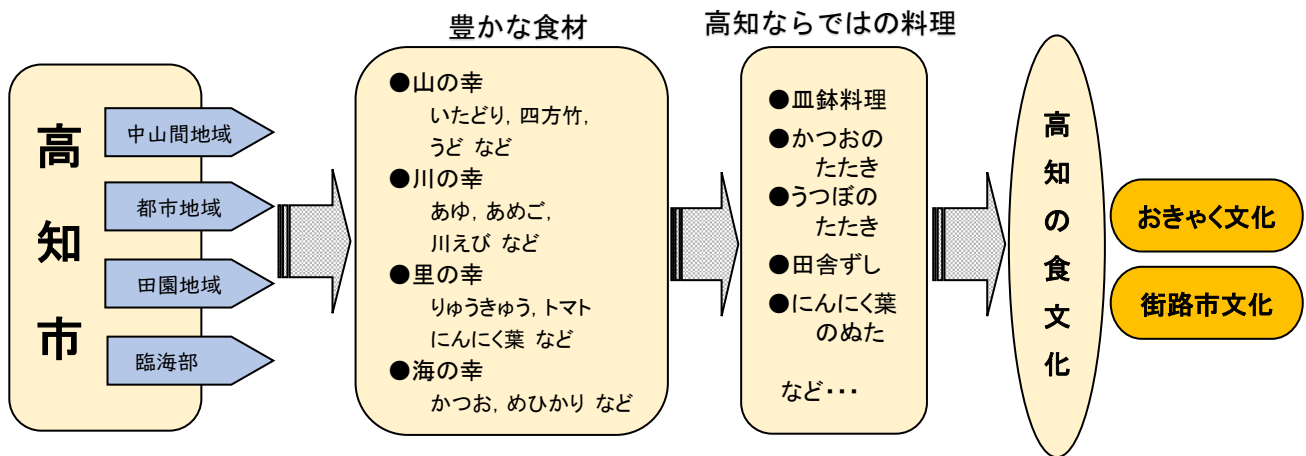 高知市
中山間地域
都市地域
田園地域
臨海部
豊かな食材
●山の幸
いたどり，四方竹，
うど など
●川の幸
あゆ，あめご，
川えび など
●里の幸
りゅうきゅう，トマト
にんにく葉 など
●海の幸
かつお，めひかり など
高知ならではの料理
●皿鉢料理
●かつおの
たたき
●うつぼの
たたき
●田舎ずし
●にんにく葉
のぬた
など・・・
高知の食文化
おきゃく文化
街路市文化